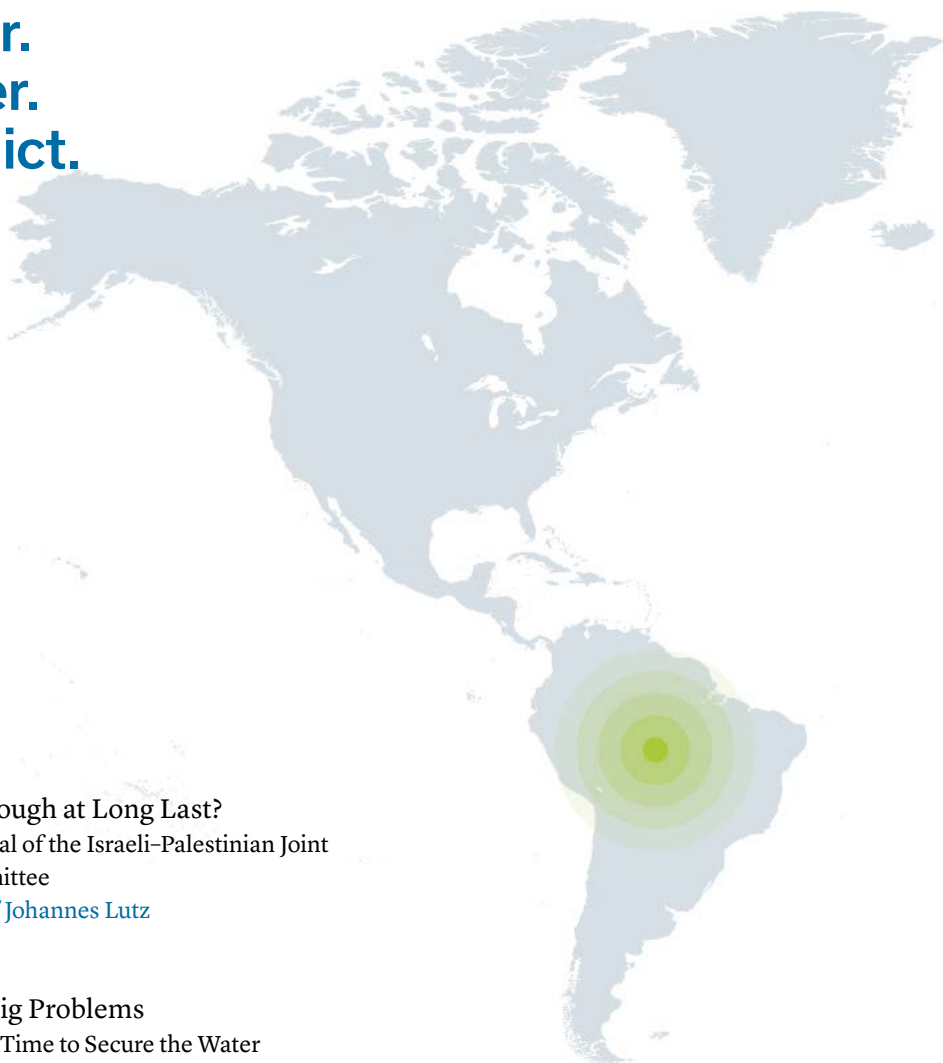 r.
er.
ict.
ough at Long Last?
al of the Israeli–Palestinian Joint
ittee
Johannes Lutz
ig Problems
Time to Secure the Water